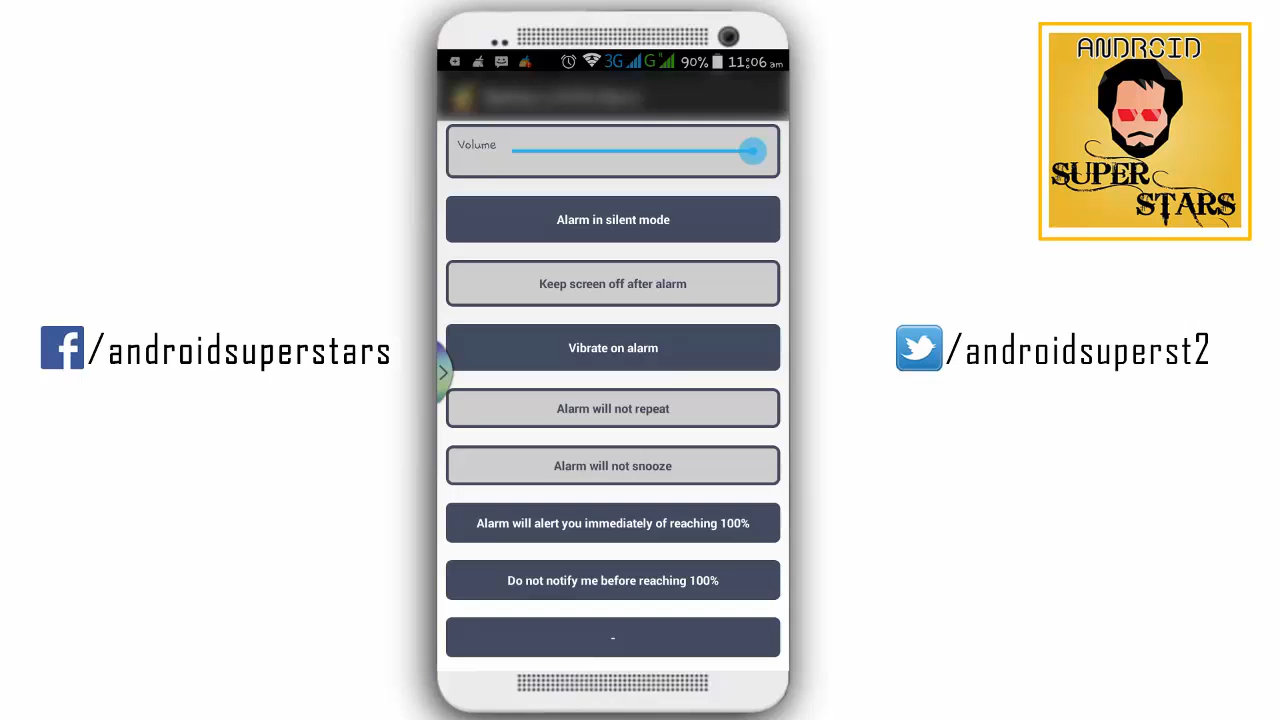 3G G 90% 11:06 am
Volume
Alarm in silent mode
Keep screen off after alarm
Vibrate on alarm
Alarm will not repeat
Alarm will not snooze
Alarm will alert you immediately of reaching 100%
Do not notify me before reaching 100%
-
f/androidsuperstars
/androidsuperst2
ANDROID
SUPER
STARS